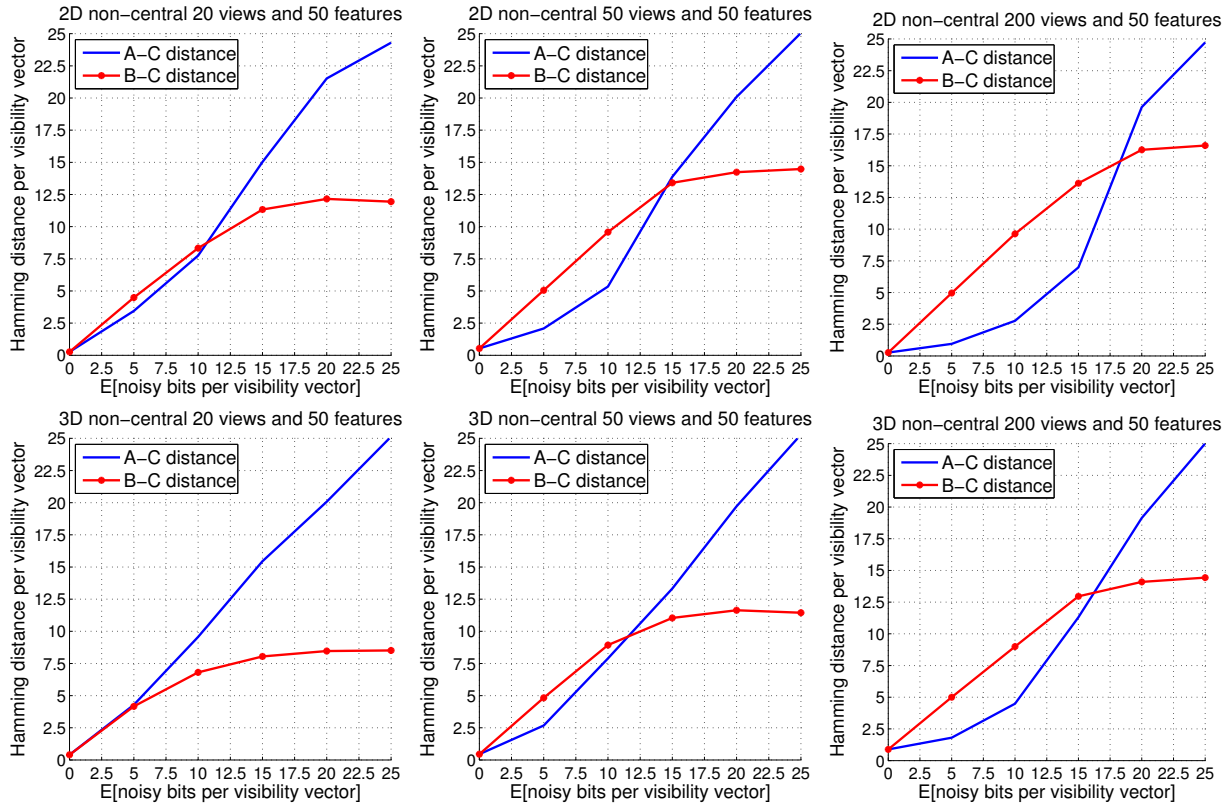 2D non−central 20 views and 50 features
Hamming distance per visibility vector
25
22.5
20
17.5
15
12.5
10
7.5
5
2.5
0
A−C distance
B−C distance
0 2.5 5 7.5 10 12.5 15 17.5 20 22.5 25
E[noisy bits per visibility vector]
2D non−central 50 views and 50 features
Hamming distance per visibility vector
25
22.5
20
17.5
15
12.5
10
7.5
5
2.5
0
A−C distance
B−C distance
0 2.5 5 7.5 10 12.5 15 17.5 20 22.5 25
E[noisy bits per visibility vector]
2D non−central 200 views and 50 features
Hamming distance per visibility vector
25
22.5
20
17.5
15
12.5
10
7.5
5
2.5
0
A−C distance
B−C distance
0 2.5 5 7.5 10 12.5 15 17.5 20 22.5 25
E[noisy bits per visibility vector]
3D non−central 20 views and 50 features
Hamming distance per visibility vector
25
22.5
20
17.5
15
12.5
10
7.5
5
2.5
0
A−C distance
B−C distance
0 2.5 5 7.5 10 12.5 15 17.5 20 22.5 25
E[noisy bits per visibility vector]
3D non−central 50 views and 50 features
Hamming distance per visibility vector
25
22.5
20
17.5
15
12.5
10
7.5
5
2.5
0
A−C distance
B−C distance
0 2.5 5 7.5 10 12.5 15 17.5 20 22.5 25
E[noisy bits per visibility vector]
3D non−central 200 views and 50 features
Hamming distance per visibility vector
25
22.5
20
17.5
15
12.5
10
7.5
5
2.5
0
A−C distance
B−C distance
0 2.5 5 7.5 10 12.5 15 17.5 20 22.5 25
E[noisy bits per visibility vector]